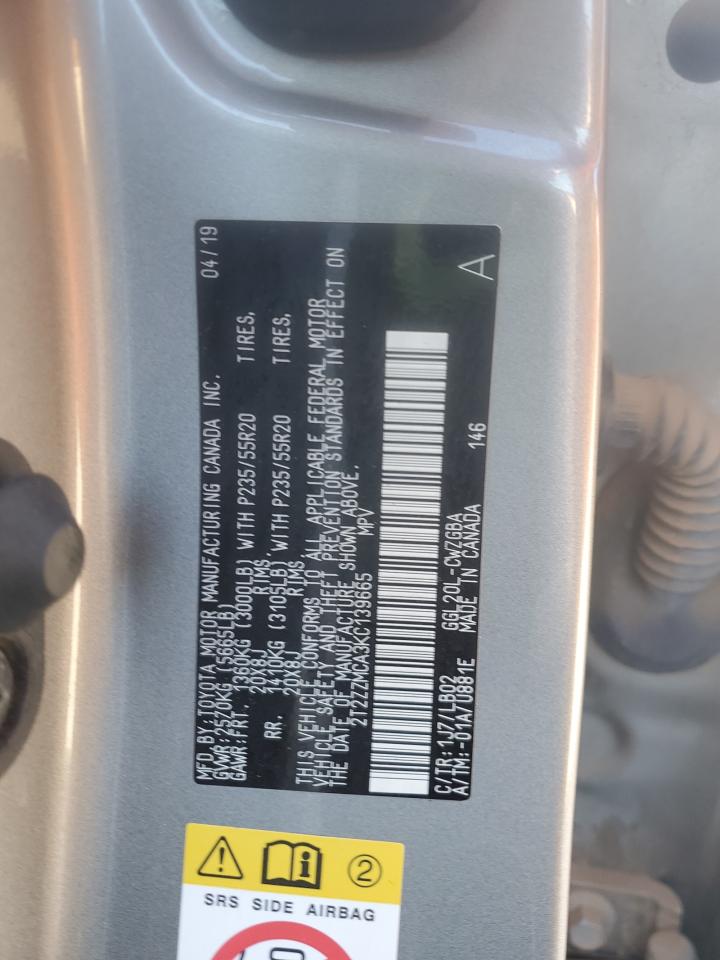 MFD.BY:TOYOTA MOTOR MANUFACTURING CANADA INC. 04/19
GVWR:2570KG (5665LB)
GAWR:FRT. 1360KG (3000LB) WITH P235/55R20 TIRES,
20X8J RIMS
RR. 1410KG (3105LB) WITH P235/55R20 TIRES,
20X8J RIMS
THIS VEHICLE CONFORMS TO ALL APPLICABLE FEDERAL MOTOR
VEHICLE SAFETY AND THEFT PREVENTION STANDARDS IN EFFECT ON
THE DATE OF MANUFACTURE SHOWN ABOVE.
2T2ZZMCA3KC139665 MPV
A
C/TR:1J7/LB02 GGL20L-CWZGBA
A/TM:-01A/U881E MADE IN CANADA 146
2
SRS SIDE AIRBAG